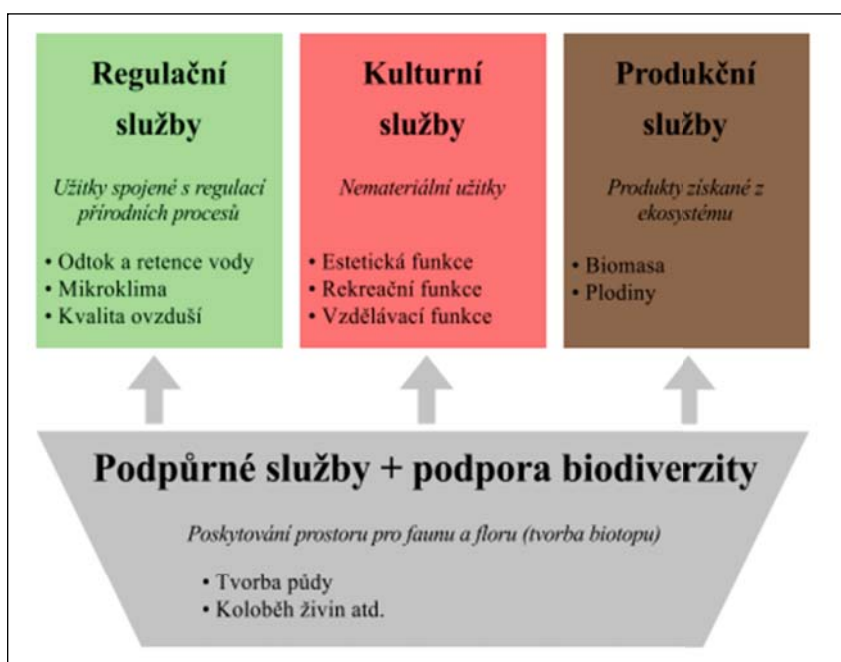 Regulační
služby
Užitky spojené s regulací
přírodních procesů
• Odtok a retence vody
• Mikroklima
• Kvalita ovzduší
Kulturní
služby
Nemateriální užitky
• Estetická funkce
• Rekreační funkce
• Vzdělávací funkce
Produkční
služby
Produkty získané z
ekosystému
• Biomasa
• Plodiny
Podpůrné služby + podpora biodiverzity
Poskytování prostoru pro faunu a floru (tvorba biotopu)
• Tvorba půdy
• Koloběh živin atd.